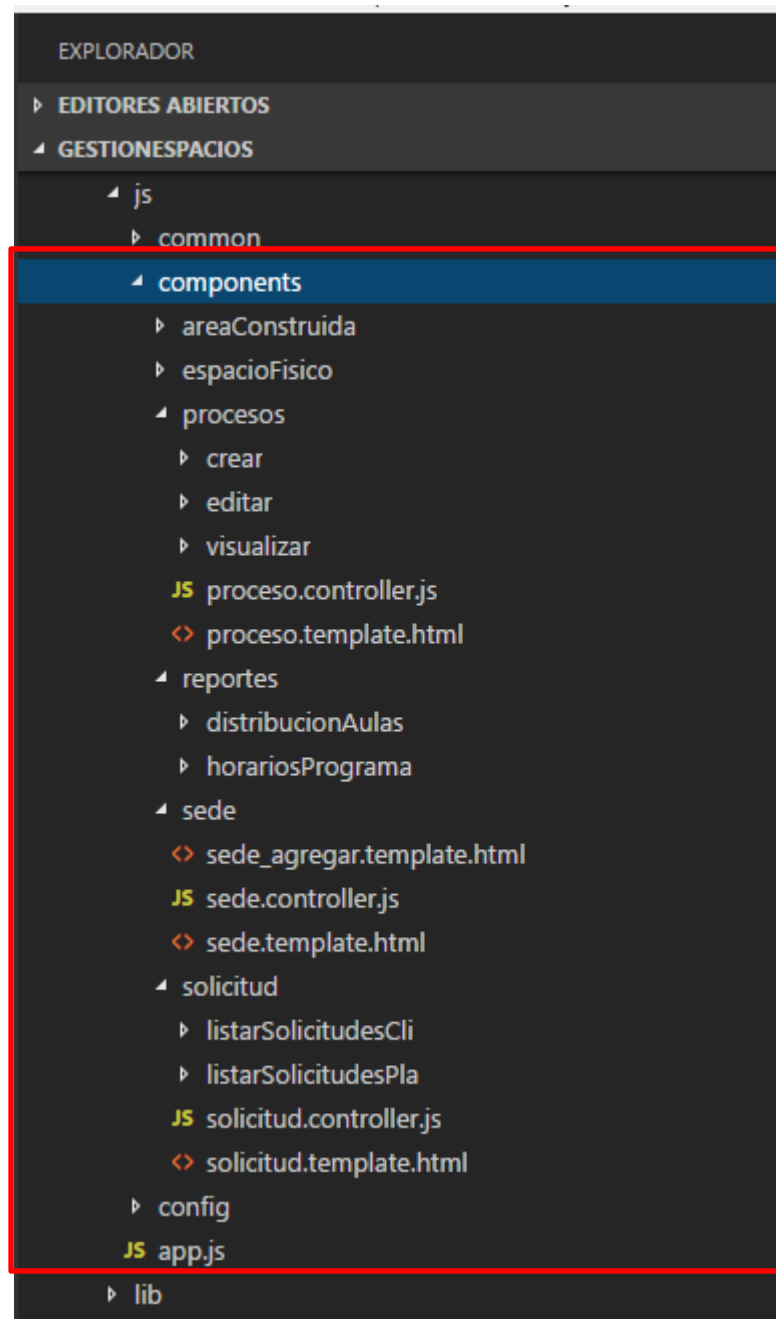 EXPLORADOR
EDITORES ABIERTOS
GESTIONESPACIOS
js
common
components
areaConstruida
espacioFisico
procesos
crear
editar
visualizar
JS proceso.controller.js
<> proceso.template.html
reportes
distribucionAulas
horariosPrograma
sede
<> sede_agregar.template.html
JS sede.controller.js
<> sede.template.html
solicitud
listarSolicitudesCli
listarSolicitudesPla
JS solicitud.controller.js
<> solicitud.template.html
config
JS app.js
lib